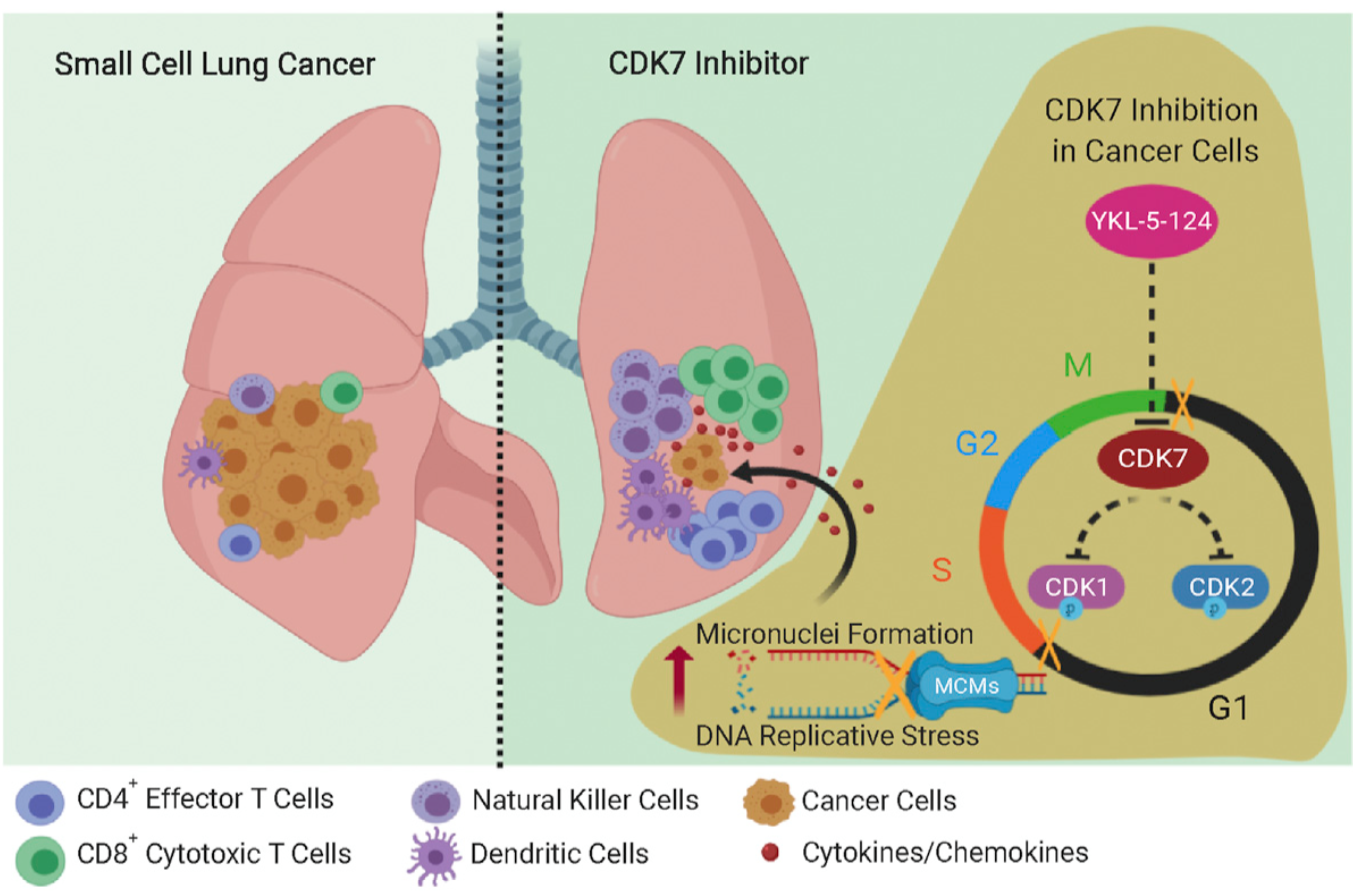 Small Cell Lung Cancer
CDK7 Inhibitor
CDK7 Inhibition
in Cancer Cells
YKL-5-124
M
G2
CDK7
S
CDK1
CDK2
p
p
Micronuclei Formation
MCMs
G1
DNA Replicative Stress
CD4+ Effector T Cells
Natural Killer Cells
Cancer Cells
CD8+ Cytotoxic T Cells
Dendritic Cells
Cytokines/Chemokines